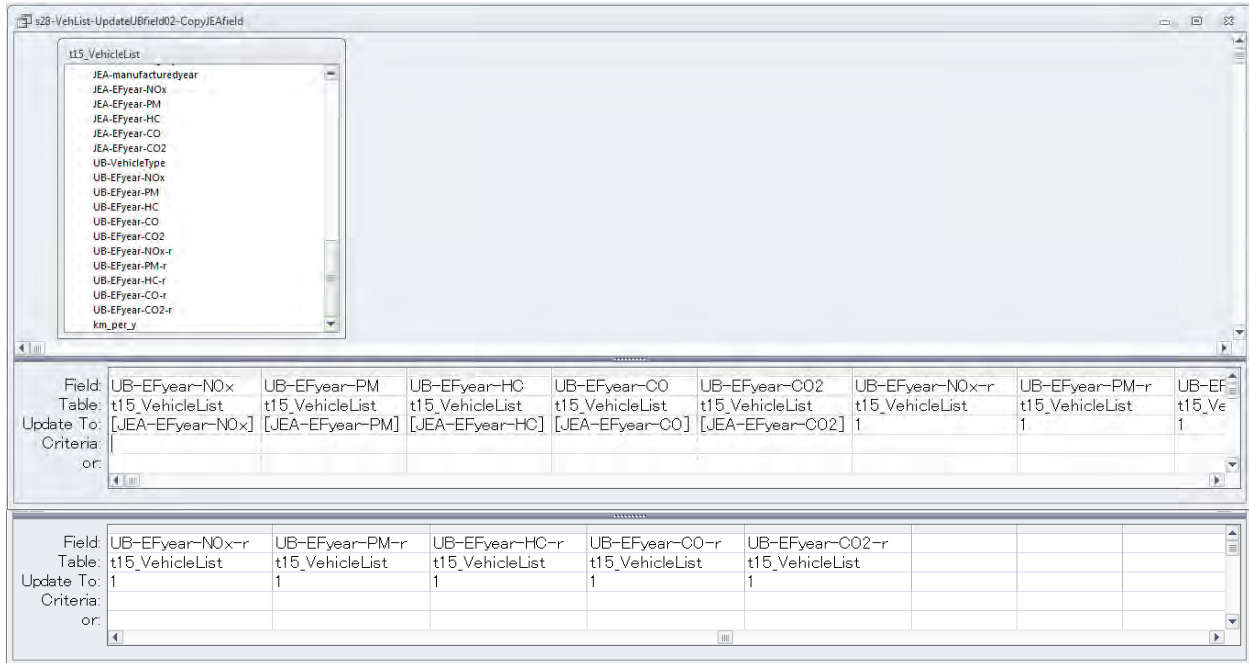 s28-VehList-UpdateUBfield02-CopyJEAfield
t15_VehicleList
JEA-manufacturedyear
JEA-EFyear-NOx
JEA-EFyear-PM
JEA-EFyear-HC
JEA-EFyear-CO
JEA-EFyear-CO2
UB-VehicleType
UB-EFyear-NOx
UB-EFyear-PM
UB-EFyear-HC
UB-EFyear-CO
UB-EFyear-CO2
UB-EFyear-NOx-r
UB-EFyear-PM-r
UB-EFyear-HC-r
UB-EFyear-CO-r
UB-EFyear-CO2-r
km_per_y
Field: UB-EFyear-NOx UB-EFyear-PM UB-EFyear-HC UB-EFyear-CO UB-EFyear-CO2 UB-EFyear-NOx-r UB-EFyear-PM-r UB-EF
Table: t15_VehicleList t15_VehicleList t15_VehicleList t15_VehicleList t15_VehicleList t15_VehicleList t15_VehicleList t15_Ve
Update To: [JEA-EFyear-NOx] [JEA-EFyear-PM] [JEA-EFyear-HC] [JEA-EFyear-CO] [JEA-EFyear-CO2] 1 1 1
Criteria:
or:
Field: UB-EFyear-NOx-r UB-EFyear-PM-r UB-EFyear-HC-r UB-EFyear-CO-r UB-EFyear-CO2-r
Table: t15_VehicleList t15_VehicleList t15_VehicleList t15_VehicleList t15_VehicleList
Update To: 1 1 1 1 1
Criteria:
or: